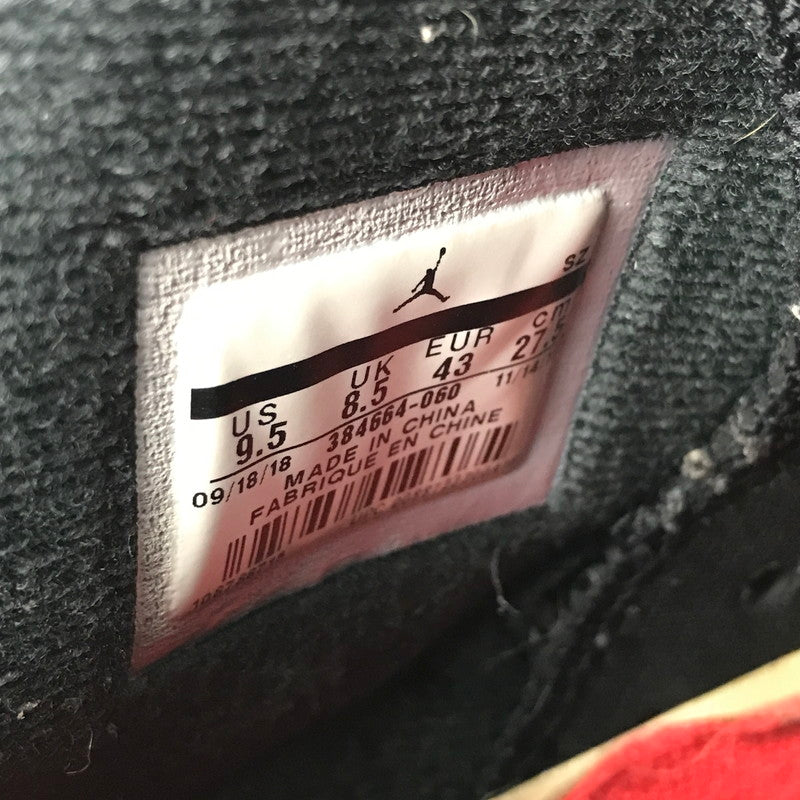 SZ
US UK EUR cm
9.5 8.5 43
384664-060
09/18/18
MADE IN CHINA
FABRIQUE EN CHINE